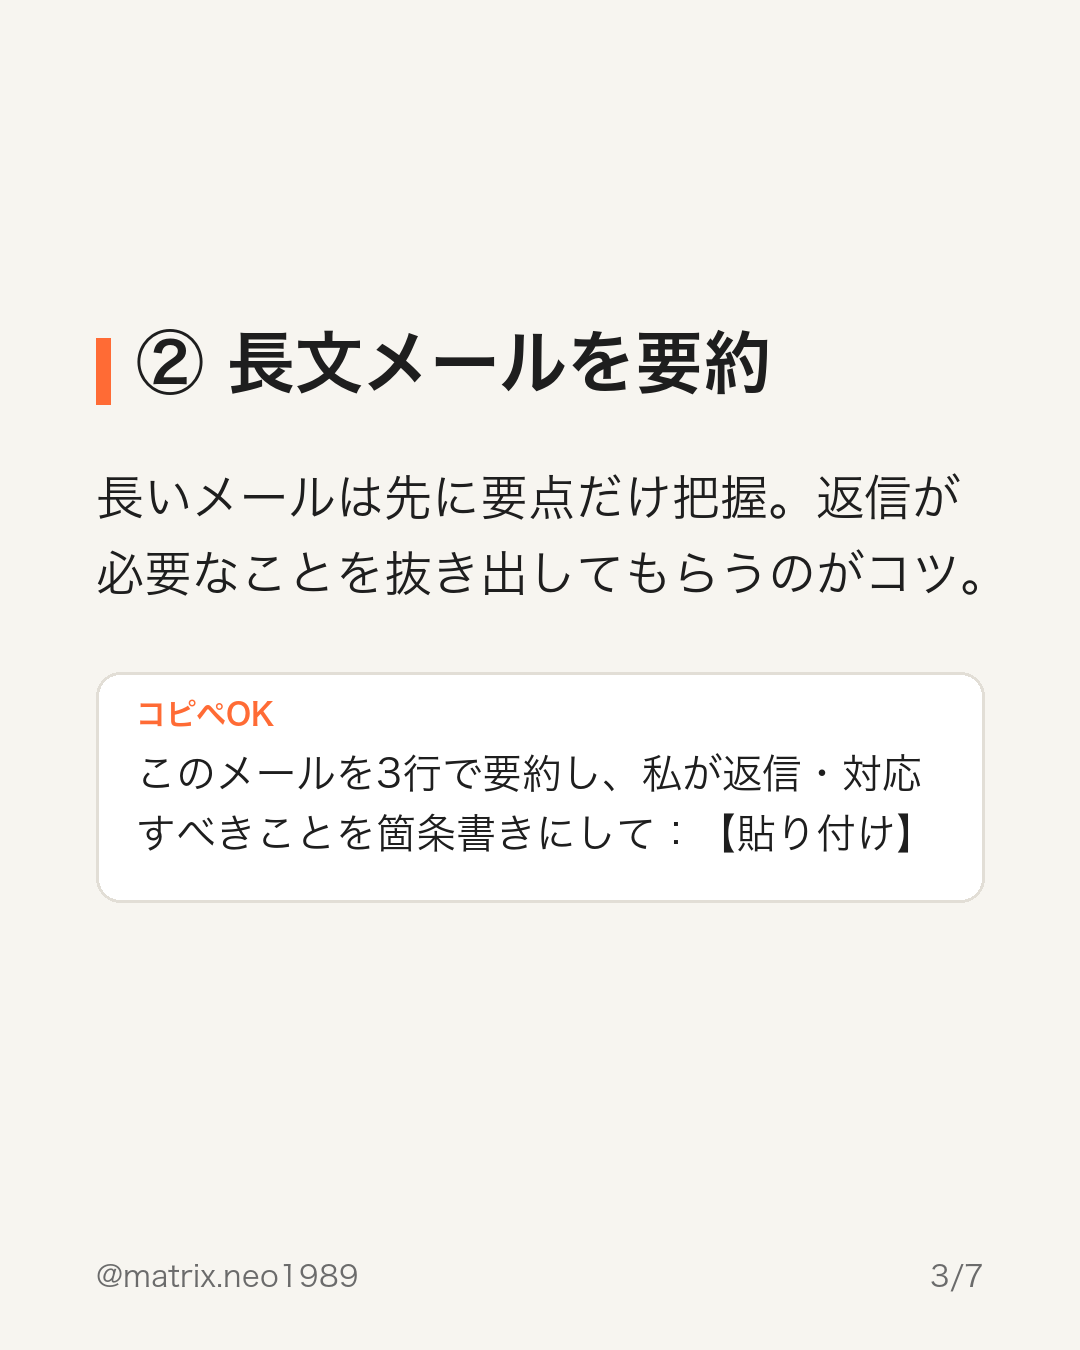 ② 長文メールを要約
長いメールは先に要点だけ把握。返信が
必要なことを抜き出してもらうのがコツ。
コピペOK
このメールを3行で要約し、私が返信・対応
すべきことを箇条書きにして：【貼り付け】
@matrix.neo1989
3/7